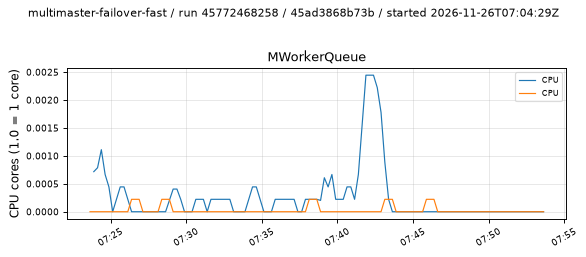 multimaster-failover-fast / run 45772468258 / 45ad3868b73b / started 2026-11-26T07:04:29Z
MWorkerQueue
CPU cores (1.0 = 1 core)
0.0025
0.0020
0.0015
0.0010
0.0005
0.0000
CPU
CPU
07:25
07:30
07:35
07:40
07:45
07:50
07:55